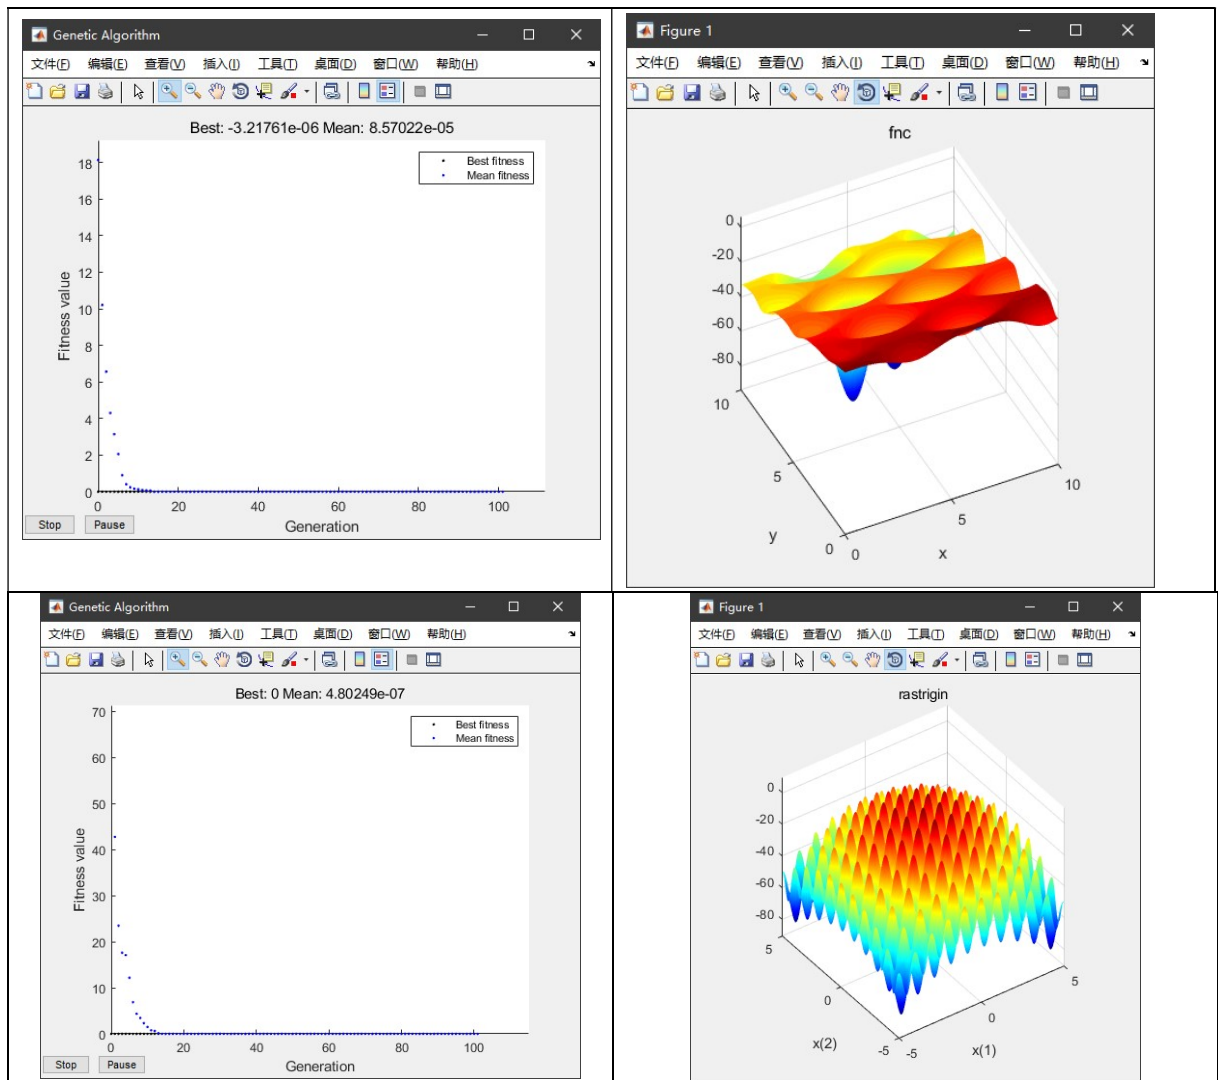 Genetic Algorithm
文件(F) 编辑(E) 查看(V) 插入(I) 工具(T) 桌面(D) 窗口(W) 帮助(H)
Best: -3.21761e-06 Mean: 8.57022e-05
Best fitness
Mean fitness
18
16
14
12
10
8
6
4
2
0
Fitness value
0 20 40 60 80 100
Generation
Stop Pause
Figure 1
文件(F) 编辑(E) 查看(V) 插入(I) 工具(T) 桌面(D) 窗口(W) 帮助(H)
fnc
0
-20
-40
-60
-80
10
5
0
y
0
5
10
x
Genetic Algorithm
文件(F) 编辑(E) 查看(V) 插入(I) 工具(T) 桌面(D) 窗口(W) 帮助(H)
Best: 0 Mean: 4.80249e-07
Best fitness
Mean fitness
70
60
50
40
30
20
10
0
Fitness value
0 20 40 60 80 100
Generation
Stop Pause
Figure 1
文件(F) 编辑(E) 查看(V) 插入(I) 工具(T) 桌面(D) 窗口(W) 帮助(H)
rastrigin
0
-20
-40
-60
-80
5
0
-5
x(2)
-5
0
5
x(1)